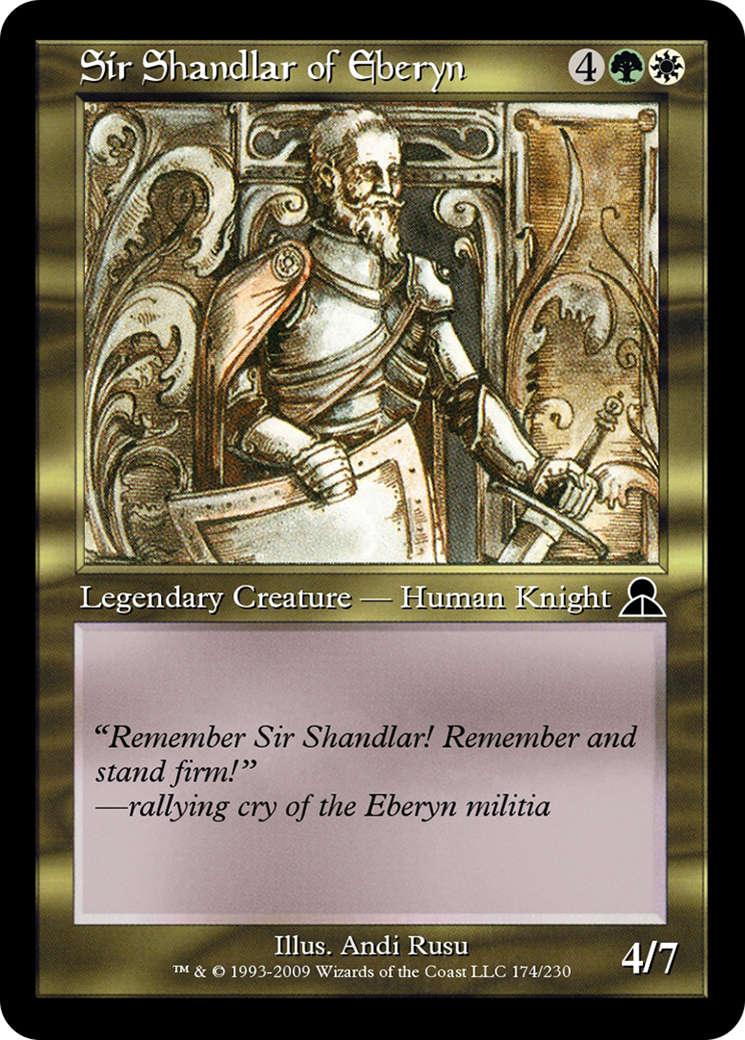 Sir Shandlar of Eberyn 4
Legendary Creature — Human Knight
“Remember Sir Shandlar! Remember and
stand firm!”
—rallying cry of the Eberyn militia
Illus. Andi Rusu
™ & © 1993-2009 Wizards of the Coast LLC 174/230
4/7